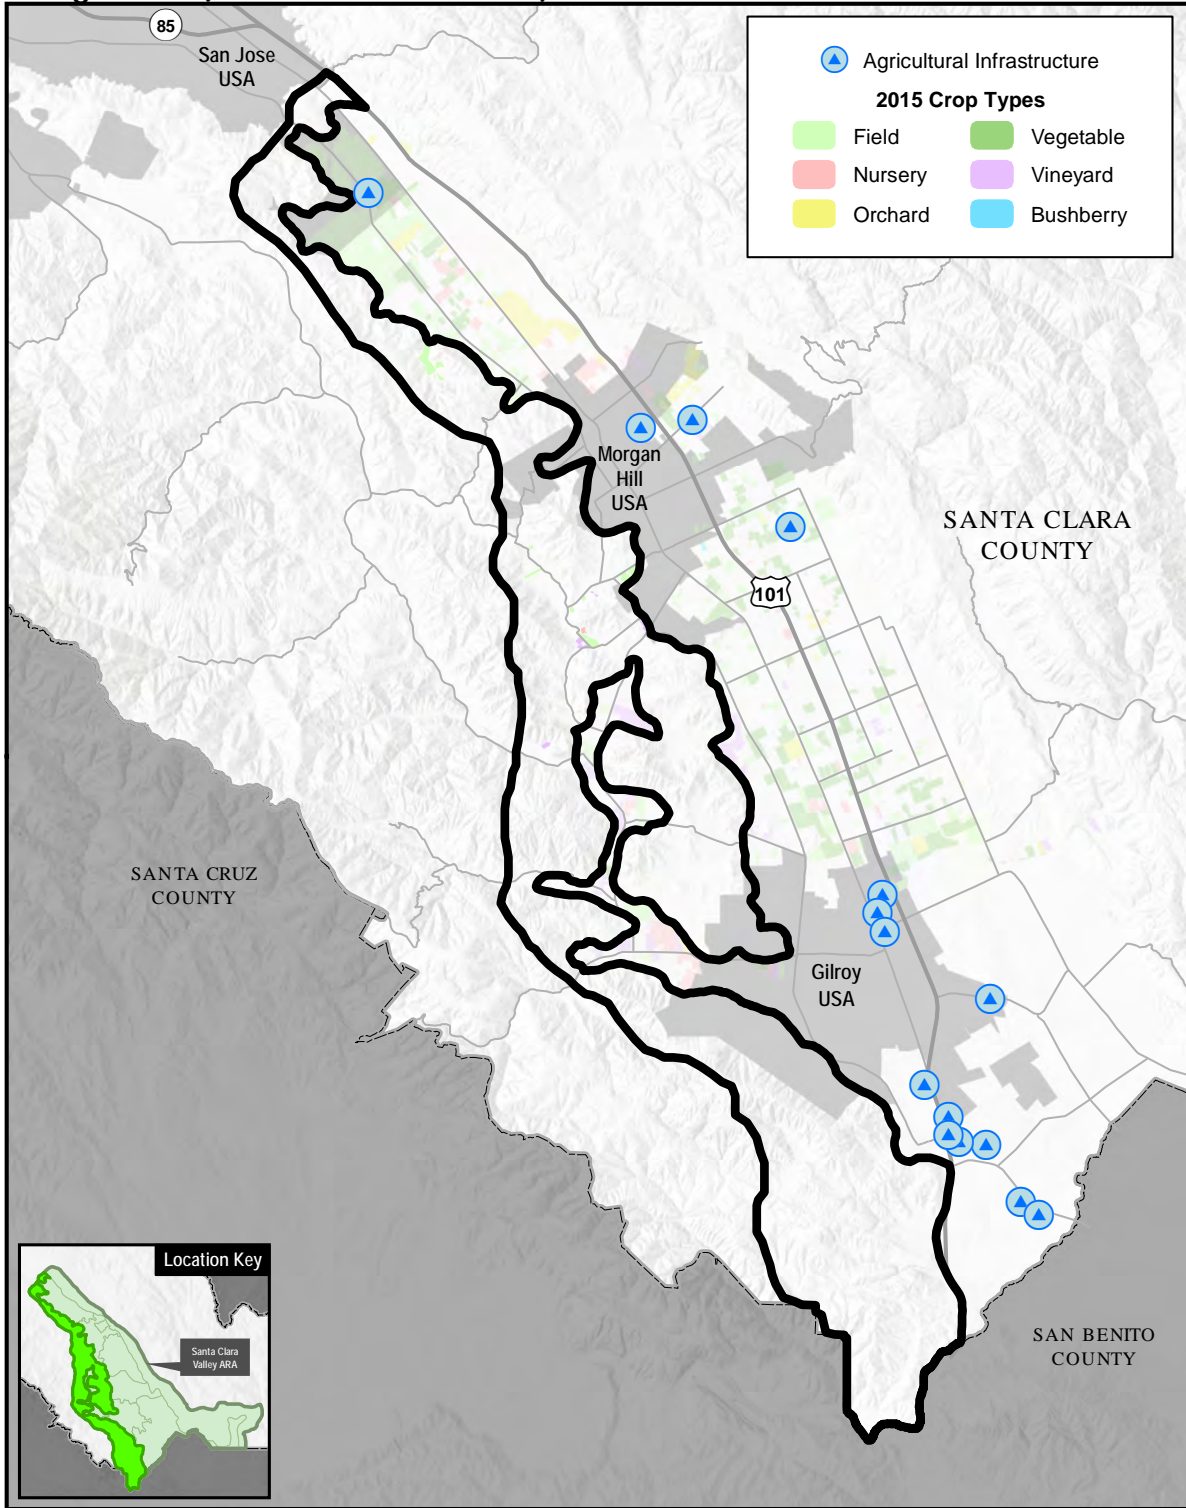 85
San Jose
USA
Agricultural Infrastructure
2015 Crop Types
Field
Vegetable
Nursery
Vineyard
Orchard
Bushberry
Morgan
Hill
USA
SANTA CLARA
COUNTY
101
SANTA CRUZ
COUNTY
Gilroy
USA
Location Key
Santa Clara
Valley ARA
SAN BENITO
COUNTY